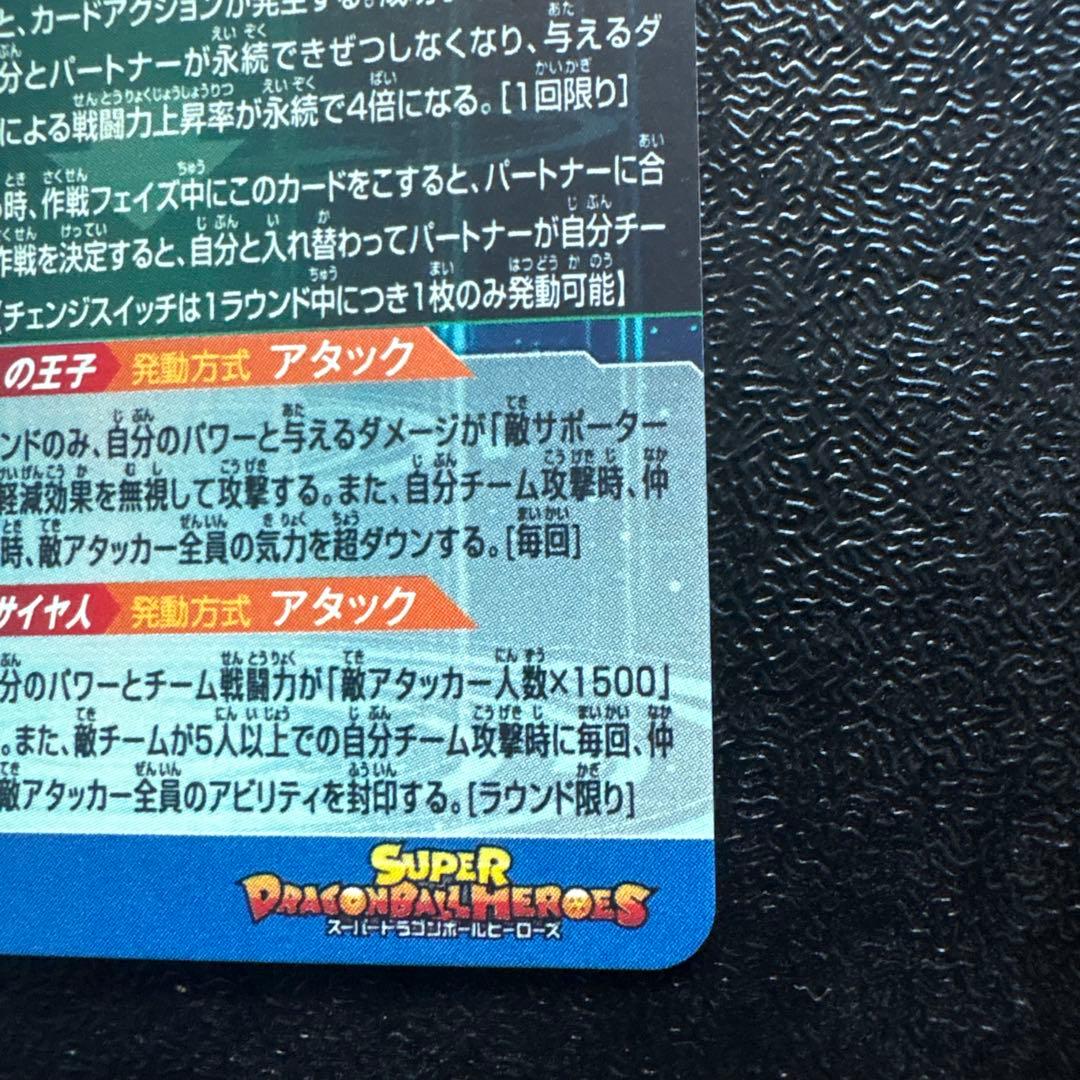 と、カードアクションが発生する。成功
分とパートナーが永続できぜつしなくなり、与えるダ
による戦闘力上昇率が永続で4倍になる。[1回限り]
時、作戦フェイズ中にこのカードをこすると、パートナーに合
作戦を決定すると、自分と入れ替わってパートナーが自分チー
【チェンジスイッチは1ラウンド中につき1枚のみ発動可能】
の王子 発動方式 アタック
ンドのみ、自分のパワーと与えるダメージが「敵サポーター
軽減効果を無視して攻撃する。また、自分チーム攻撃時、仲
時、敵アタッカー全員の気力を超ダウンする。[毎回]
サイヤ人 発動方式 アタック
分のパワーとチーム戦闘力が「敵アタッカー人数×1500」
。また、敵チームが5人以上での自分チーム攻撃時に毎回、仲
敵アタッカー全員のアビリティを封印する。[ラウンド限り]
SUPER
DRAGONBALL HEROES
スーパードラゴンボールヒーローズ